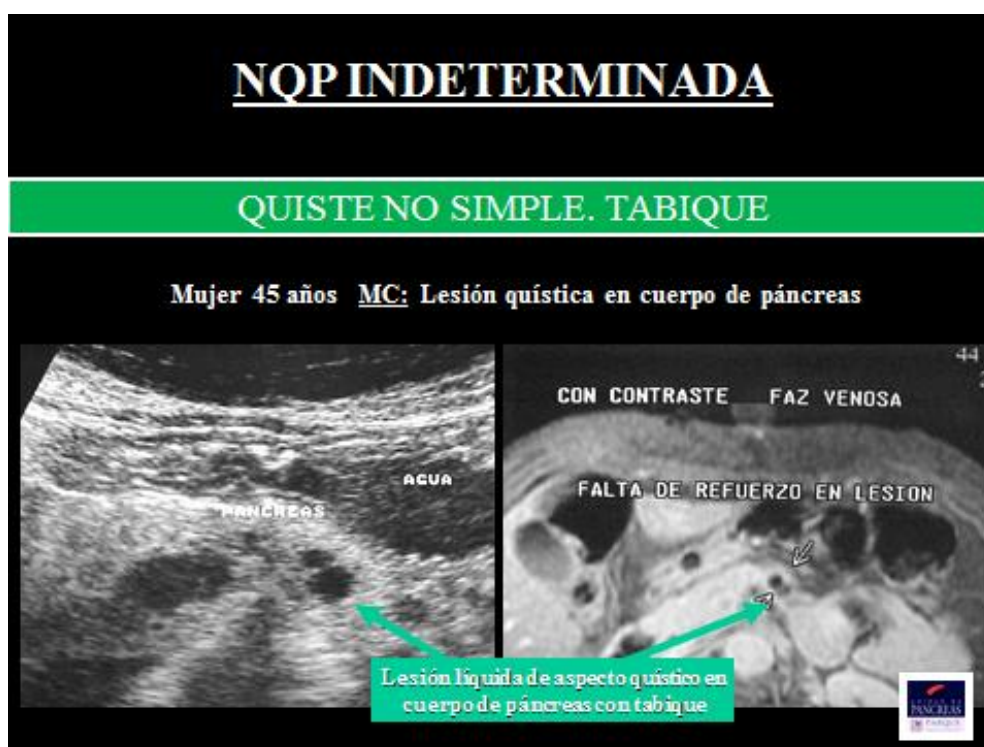 NQP INDETERMINADA
QUISTE NO SIMPLE. TABIQUE
Mujer 45 años MC: Lesión quística en cuerpo de páncreas
AGUA
PANCREAS
44
2
CON CONTRASTE FAZ VENOSA
FALTA DE REFUERZO EN LESION
Lesión líquida de aspecto quístico en
cuerpo de páncreas con tabique
PANCREAS